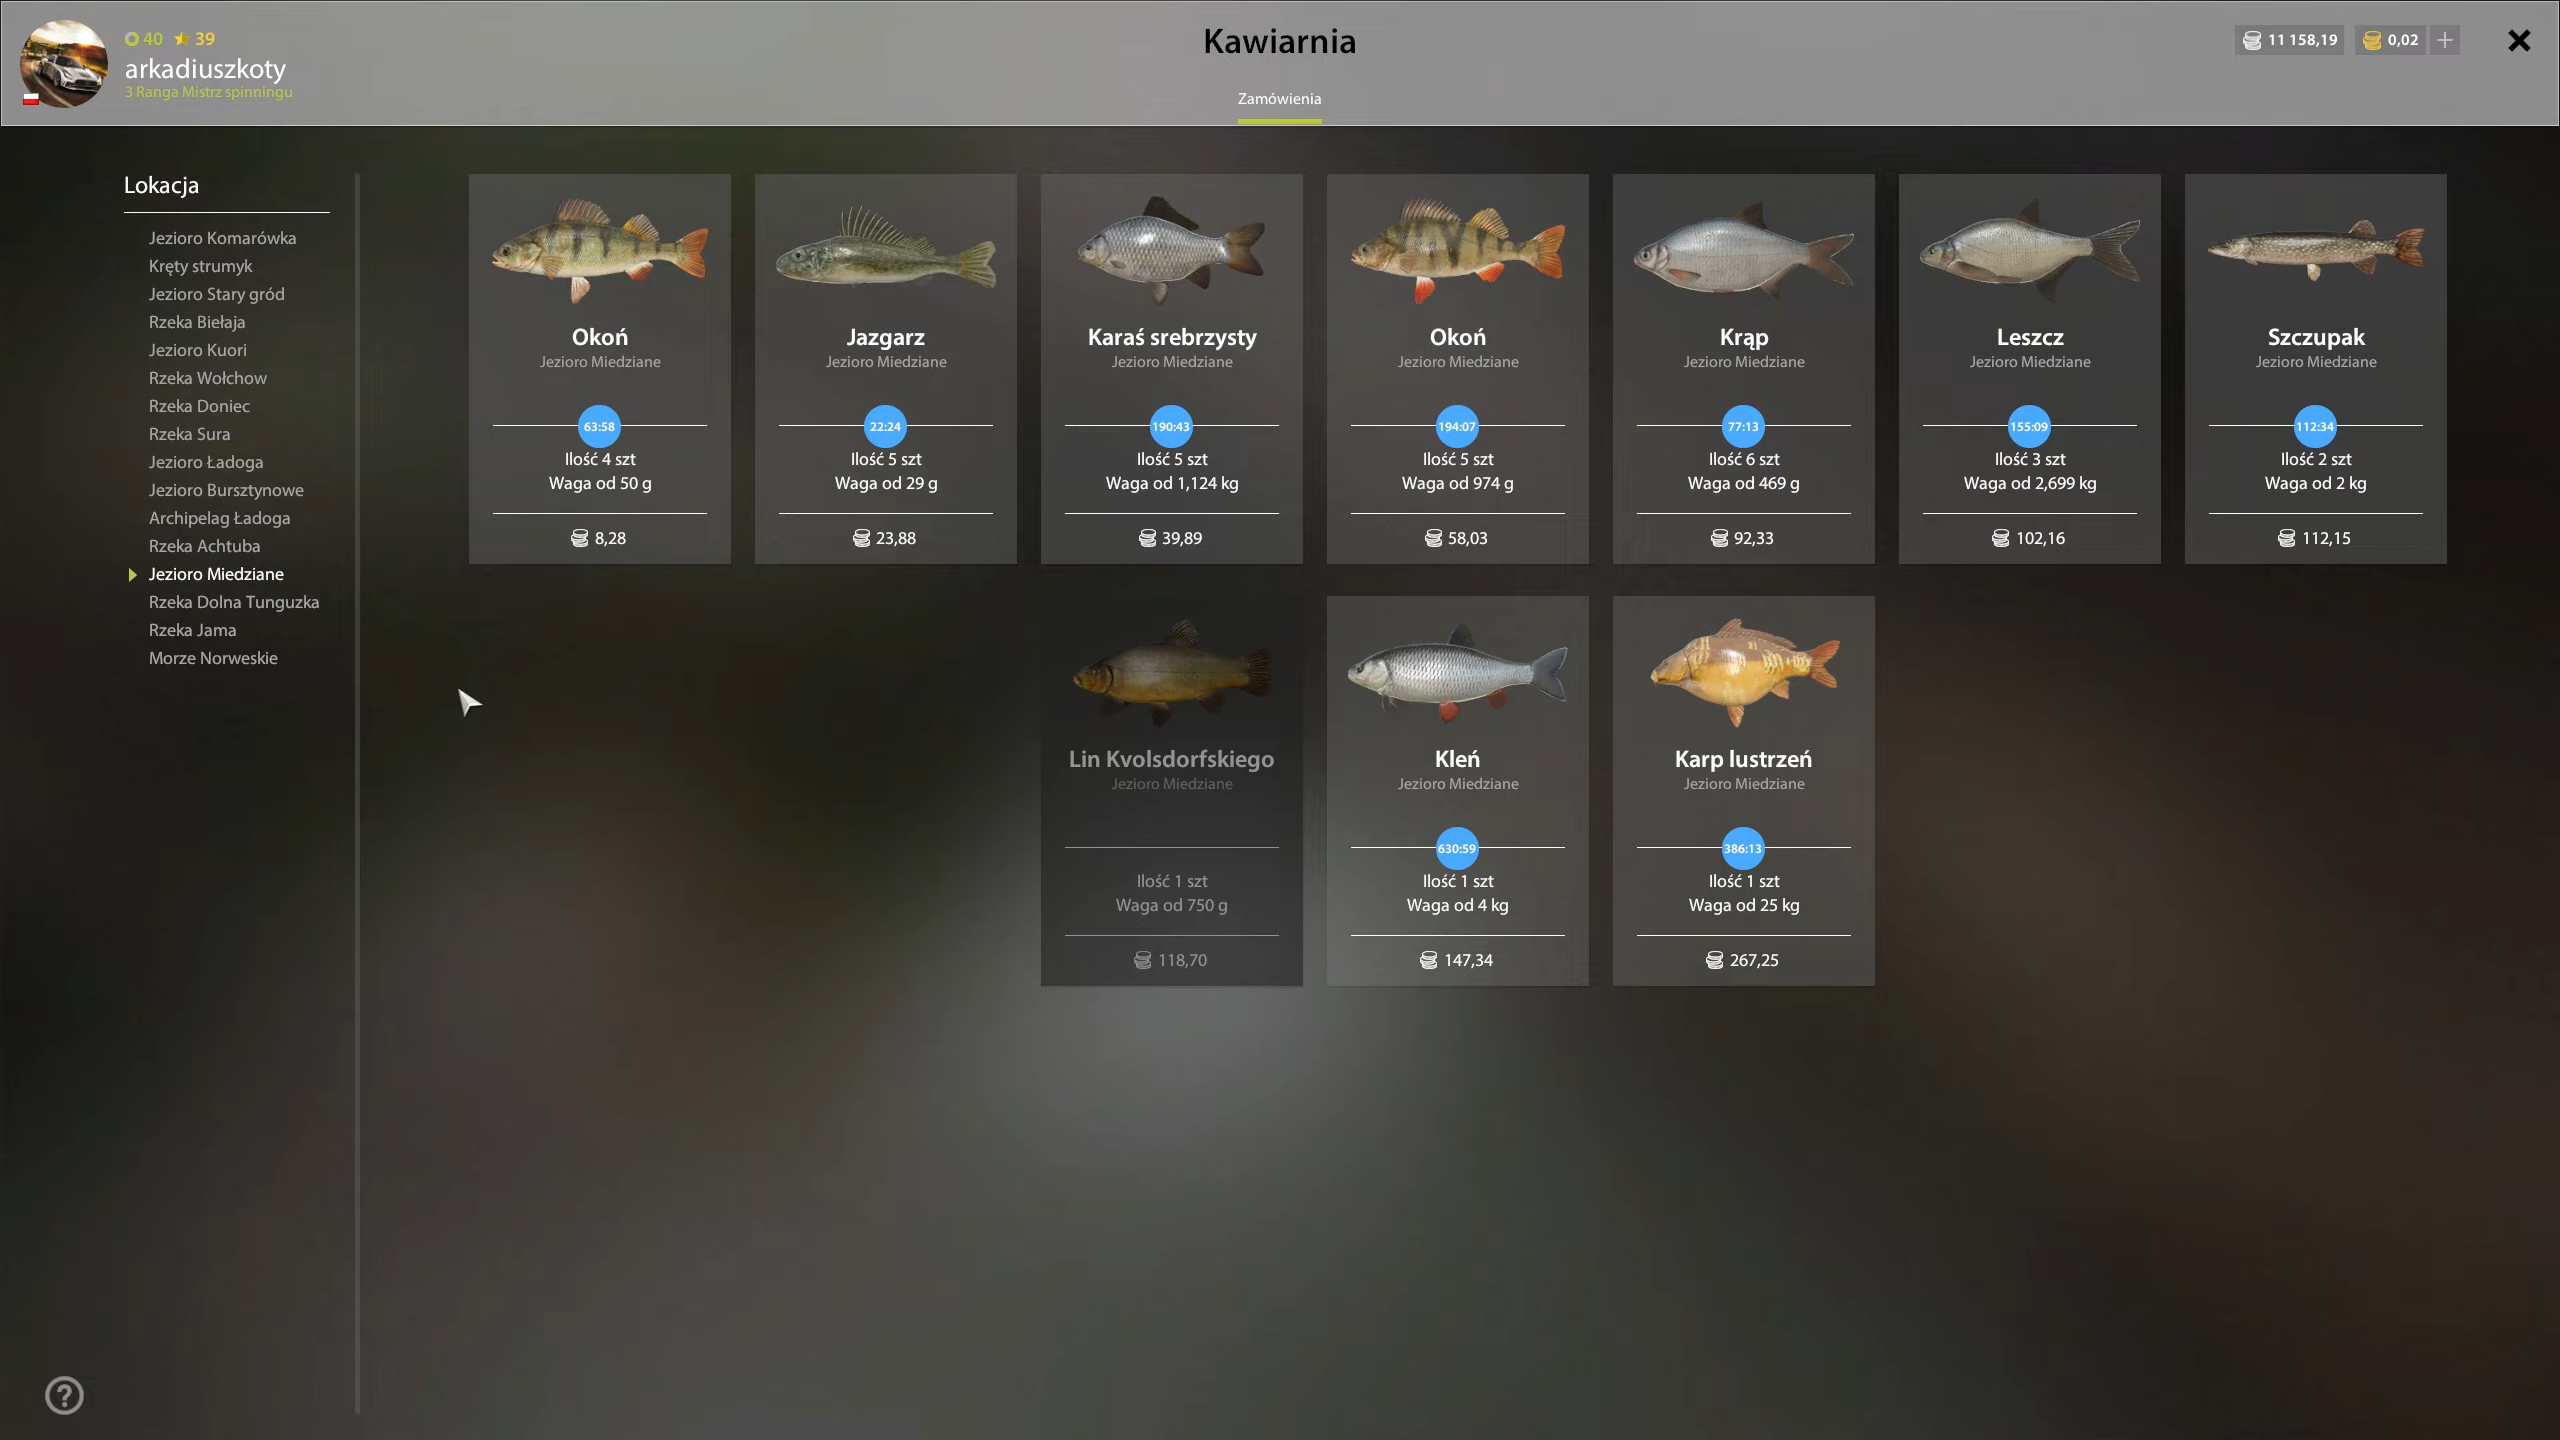 40 39
arkadiuszkoty
3 Ranga Mistrz spinningu
Kawiarnia
Zamówienia
11 158,19
0,02
Lokacja
Jezioro Komarówka
Kręty strumyk
Jezioro Stary gród
Rzeka Biełaja
Jezioro Kuori
Rzeka Wołchow
Rzeka Doniec
Rzeka Sura
Jezioro Ładoga
Jezioro Bursztynowe
Archipelag Ładoga
Rzeka Achtuba
Jezioro Miedziane
Rzeka Dolna Tunguzka
Rzeka Jama
Morze Norweskie
Okoń
Jezioro Miedziane
63:58
Ilość 4 szt
Waga od 50 g
8,28
Jazgarz
Jezioro Miedziane
22:24
Ilość 5 szt
Waga od 29 g
23,88
Karaś srebrzysty
Jezioro Miedziane
190:43
Ilość 5 szt
Waga od 1,124 kg
39,89
Okoń
Jezioro Miedziane
194:07
Ilość 5 szt
Waga od 974 g
58,03
Krąp
Jezioro Miedziane
77:13
Ilość 6 szt
Waga od 469 g
92,33
Leszcz
Jezioro Miedziane
155:09
Ilość 3 szt
Waga od 2,699 kg
102,16
Szczupak
Jezioro Miedziane
112:34
Ilość 2 szt
Waga od 2 kg
112,15
Lin Kvolsdorfskiego
Jezioro Miedziane
Ilość 1 szt
Waga od 750 g
118,70
Kleń
Jezioro Miedziane
630:59
Ilość 1 szt
Waga od 4 kg
147,34
Karp lustrzeń
Jezioro Miedziane
386:13
Ilość 1 szt
Waga od 25 kg
267,25
?